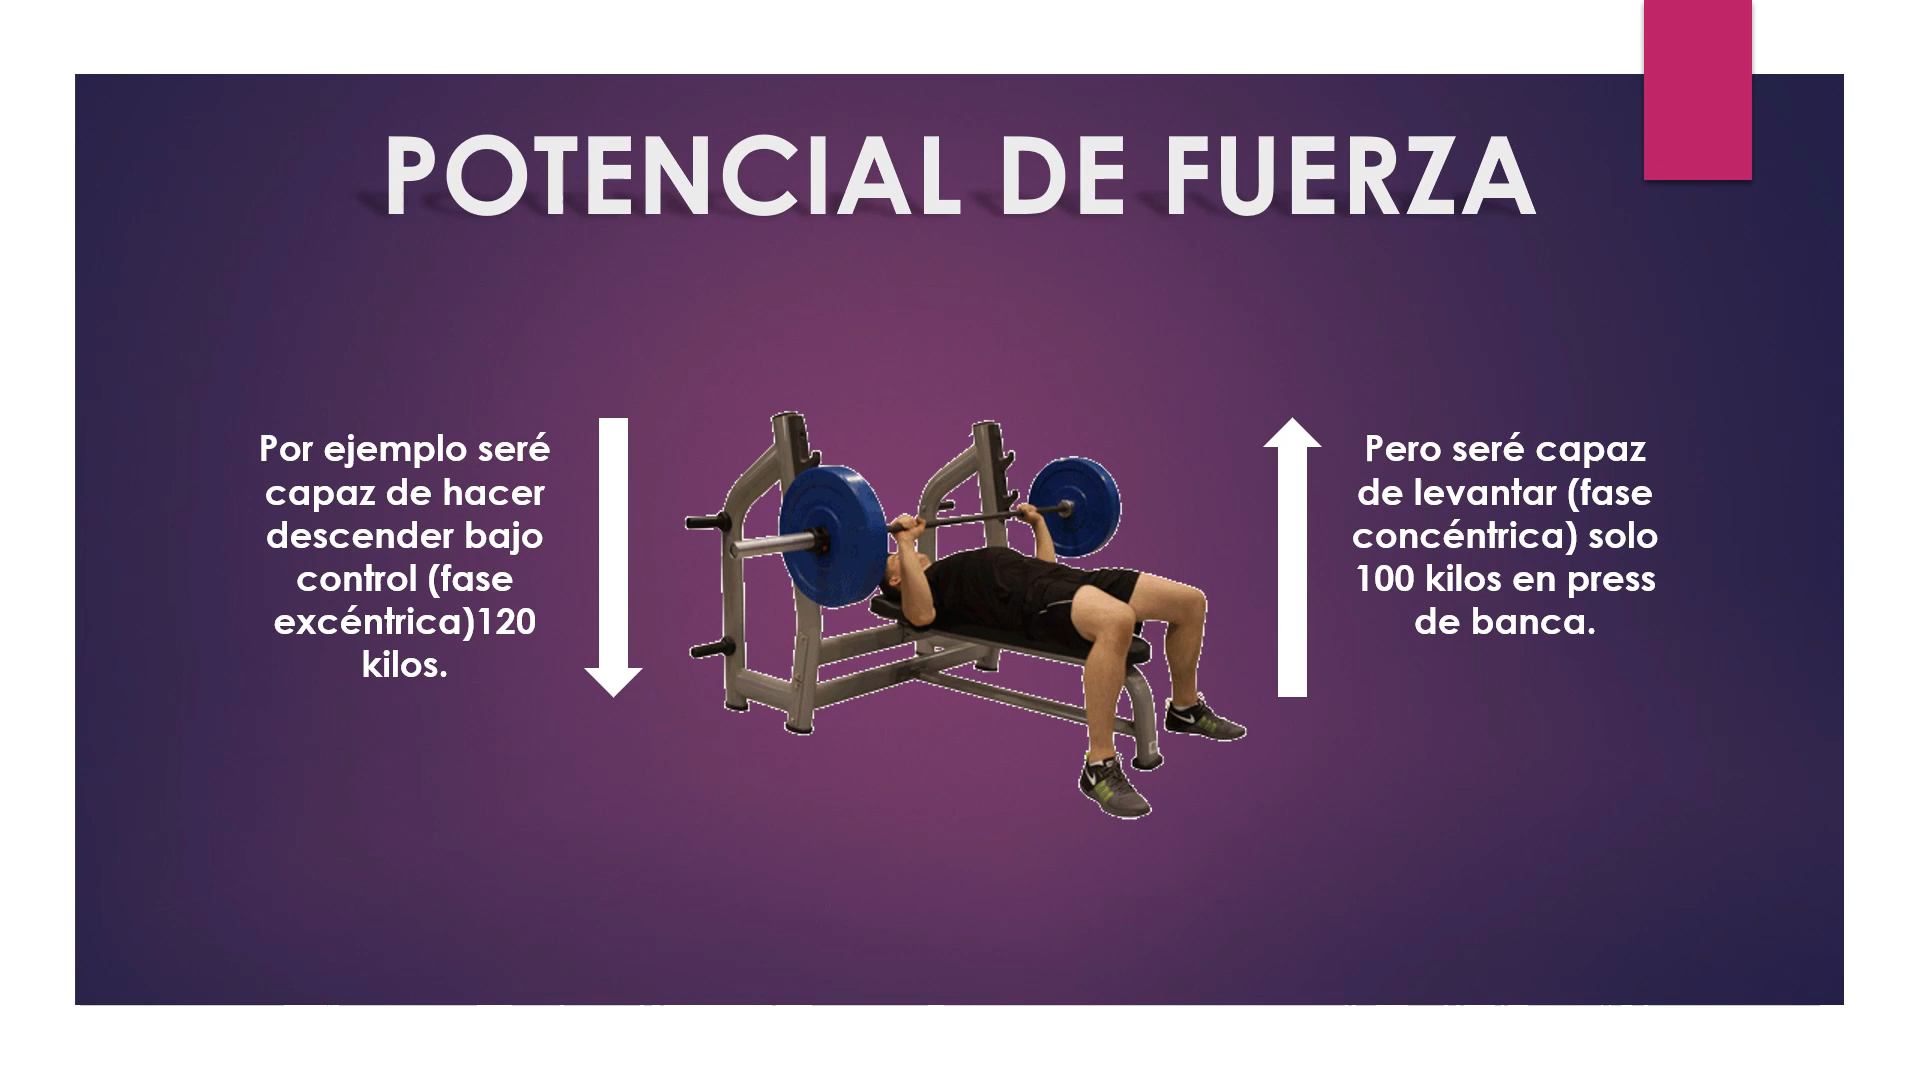 POTENCIAL DE FUERZA
Por ejemplo seré
capaz de hacer
descender bajo
control (fase
excéntrica)120
kilos.
Pero seré capaz
de levantar (fase
concéntrica) solo
100 kilos en press
de banca.